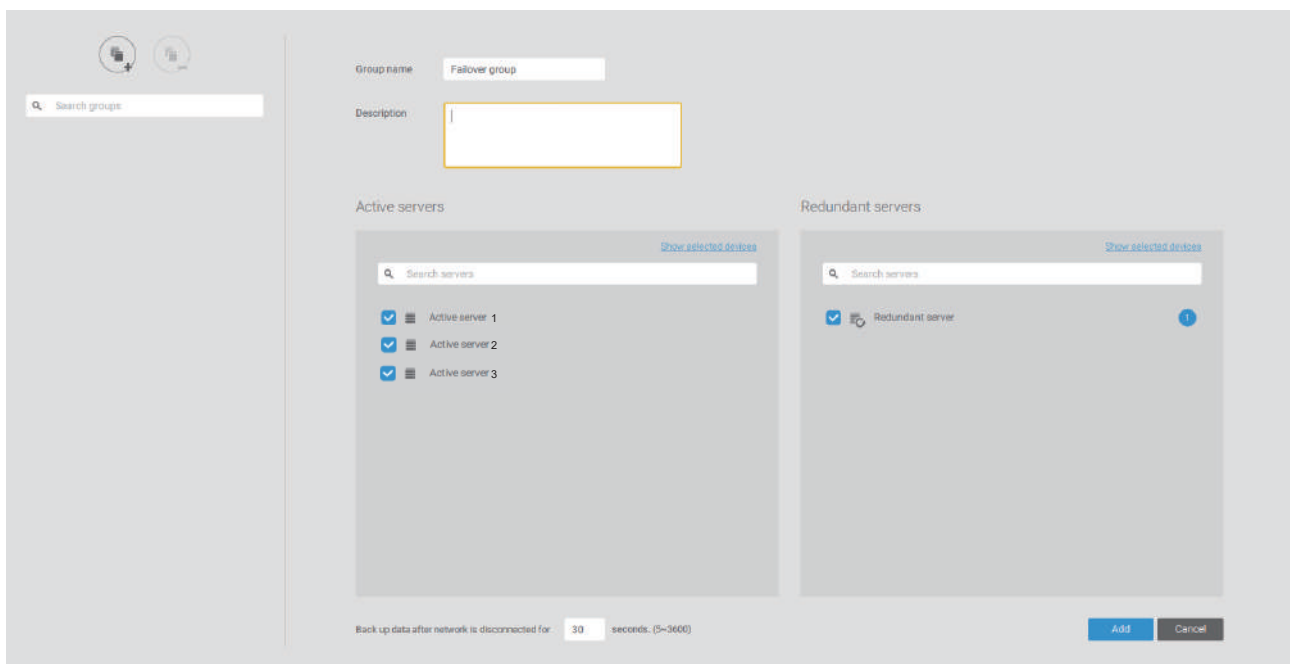 Search groups
Group name Failover group
Description
Active servers
Show selected devices
Search servers
Active server 1
Active server 2
Active server 3
Redundant servers
Show selected devices
Search servers
Redundant server 1
Back up data after network is disconnected for 30 seconds. (5~3600)
Add Cancel